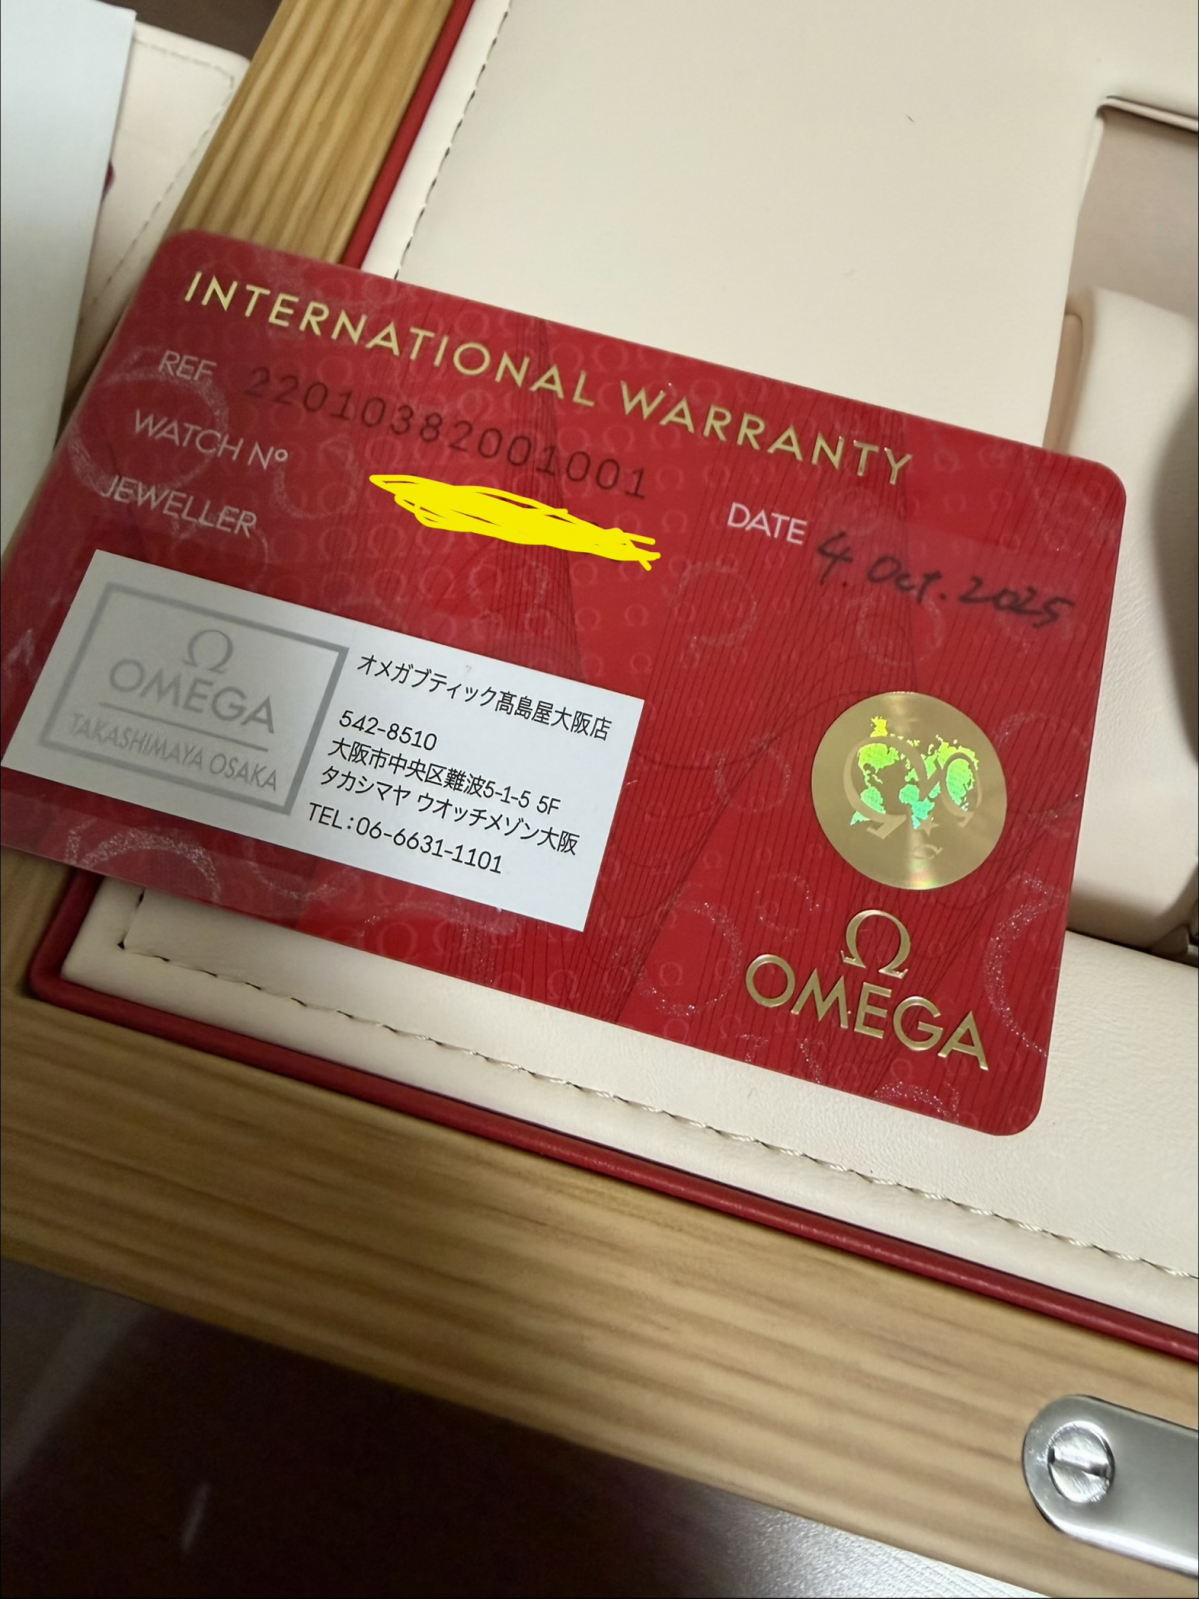 INTERNATIONAL WARRANTY
REF 22010382001001
WATCH Nº
DATE 4. Oct. 2025
JEWELLER
Ω
OMEGA
TAKASHIMAYA OSAKA
オメガブティック髙島屋大阪店
542-8510
大阪市中央区難波5-1-5 5F
タカシマヤ ウオッチメゾン大阪
TEL:06-6631-1101
Ω
OMEGA